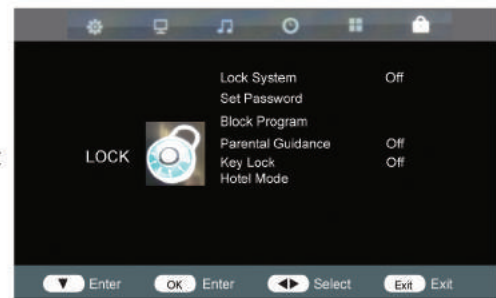 Lock System Off
Set Password
Block Program
Parental Guidance Off
LOCK
Key Lock Off
Hotel Mode
Enter OK Enter Select Exit Exit